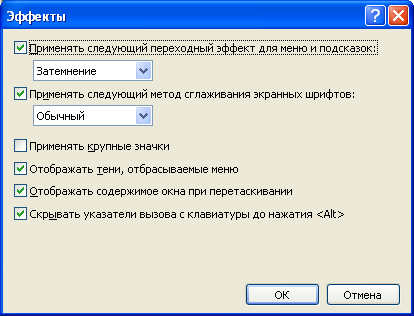 Эффекты
Применять следующий переходный эффект для меню и подсказок:
Затемнение
Применять следующий метод сглаживания экранных шрифтов:
Обычный
Применять крупные значки
Отображать тени, отбрасываемые меню
Отображать содержимое окна при перетаскивании
Скрывать указатели вызова с клавиатуры до нажатия <Alt>
ОК Отмена